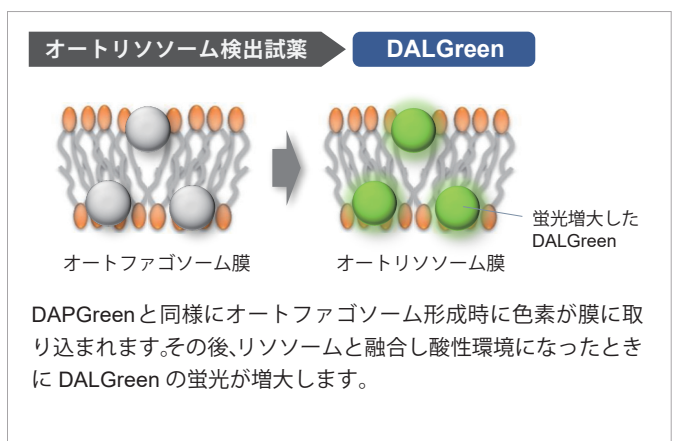 オートリソソーム検出試薬
DALGreen
オートファゴソーム膜
オートリソソーム膜
蛍光増大した
DALGreen
DAPGreenと同様にオートファゴソーム形成時に色素が膜に取
り込まれます。その後、リソソームと融合し酸性環境になったとき
に DALGreen の蛍光が増大します。